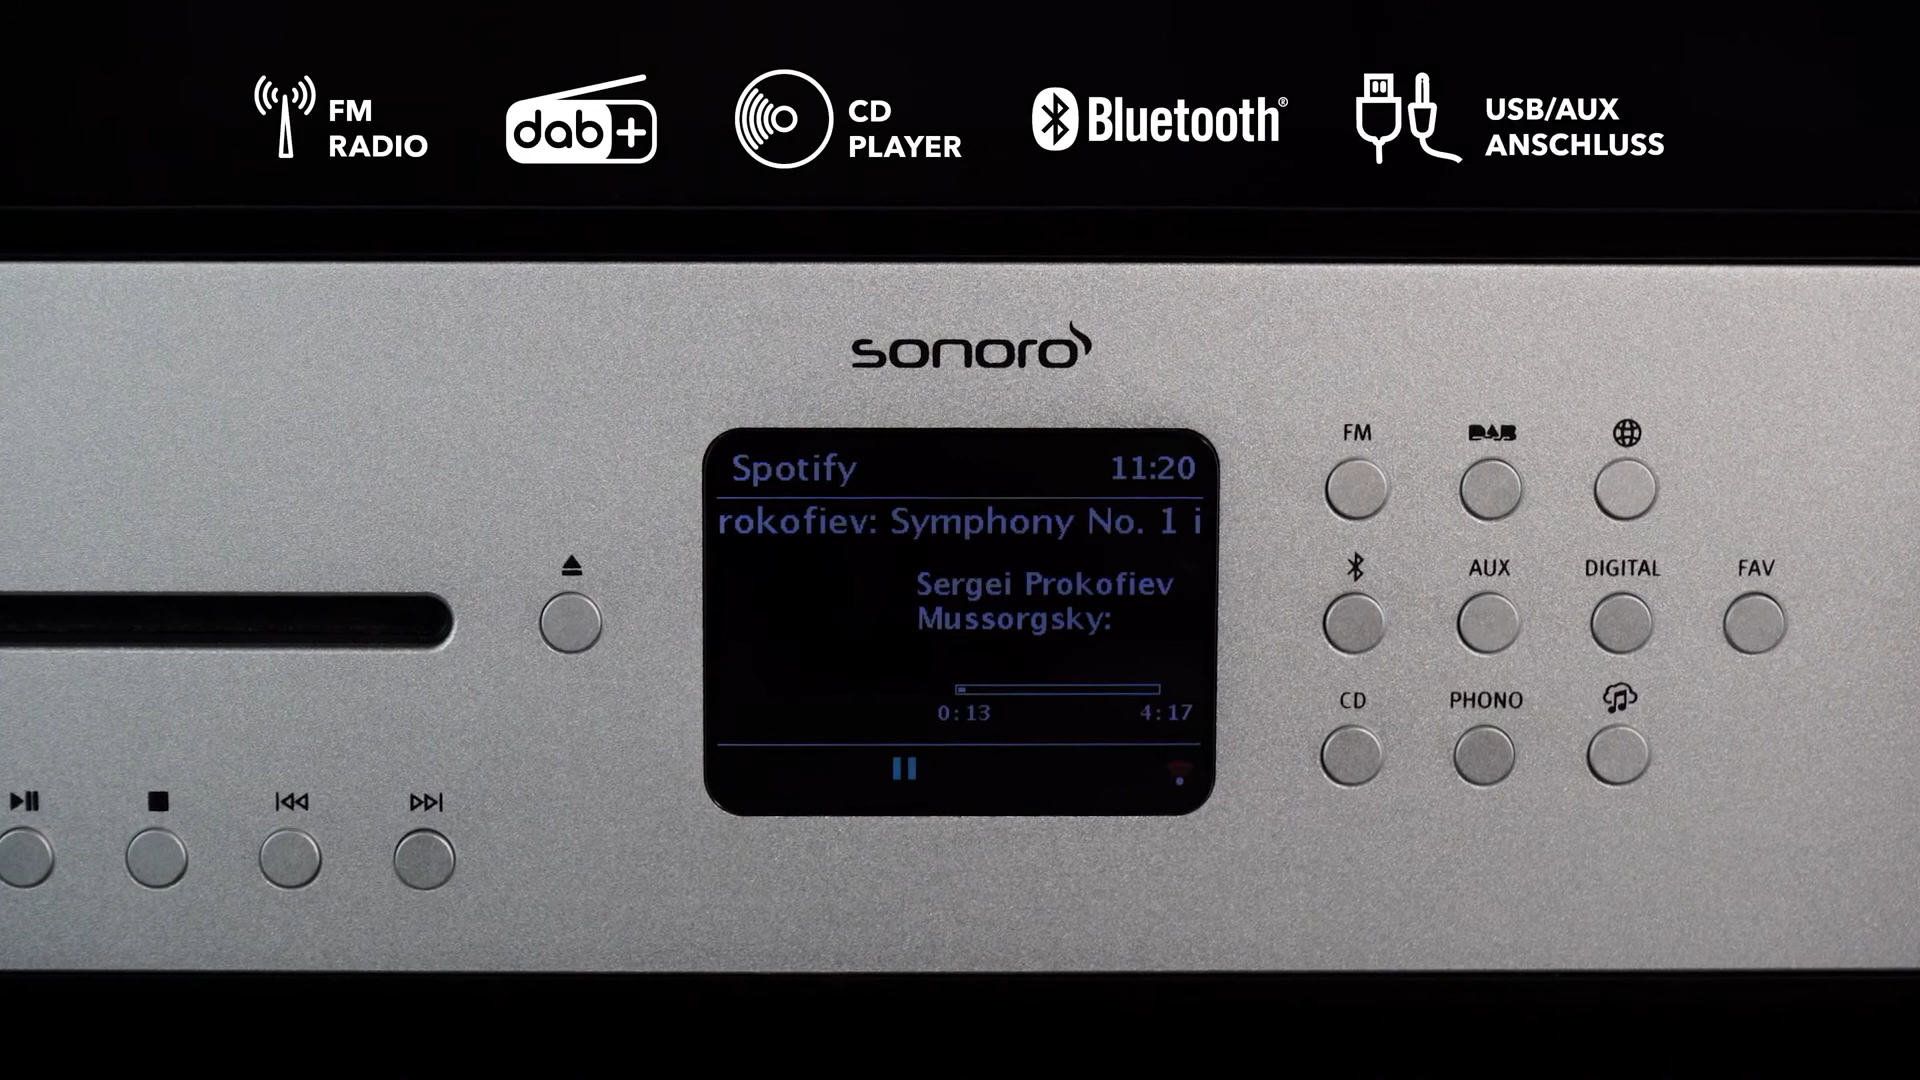 FM
RADIO
dab+
CD
PLAYER
Bluetooth®
USB/AUX
ANSCHLUSS
sonoro
Spotify 11:20
rokofiev: Symphony No. 1 i
Sergei Prokofiev
Mussorgsky:
0:13 4:17
FM DAB
AUX DIGITAL FAV
CD PHONO